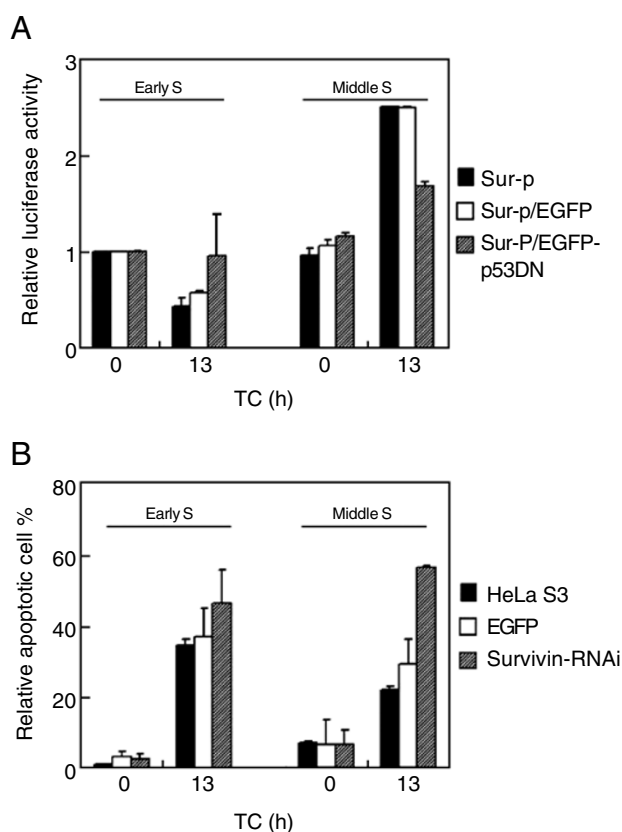 A
Relative luciferase activity
3
2
1
0
Early S
Middle S
0
13
0
13
TC (h)
Sur-p
Sur-p/EGFP
Sur-P/EGFP-
p53DN
B
Relative apoptotic cell %
80
60
40
20
0
Early S
Middle S
0
13
0
13
TC (h)
HeLa S3
EGFP
Survivin-RNAi